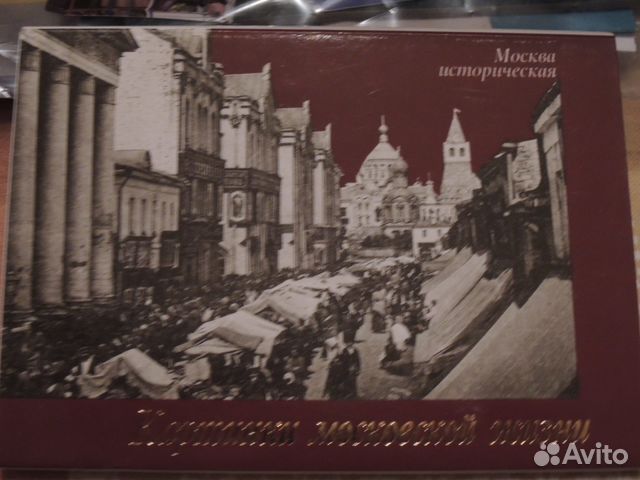 Москва
историческая
Картинки московской жизни
Avito